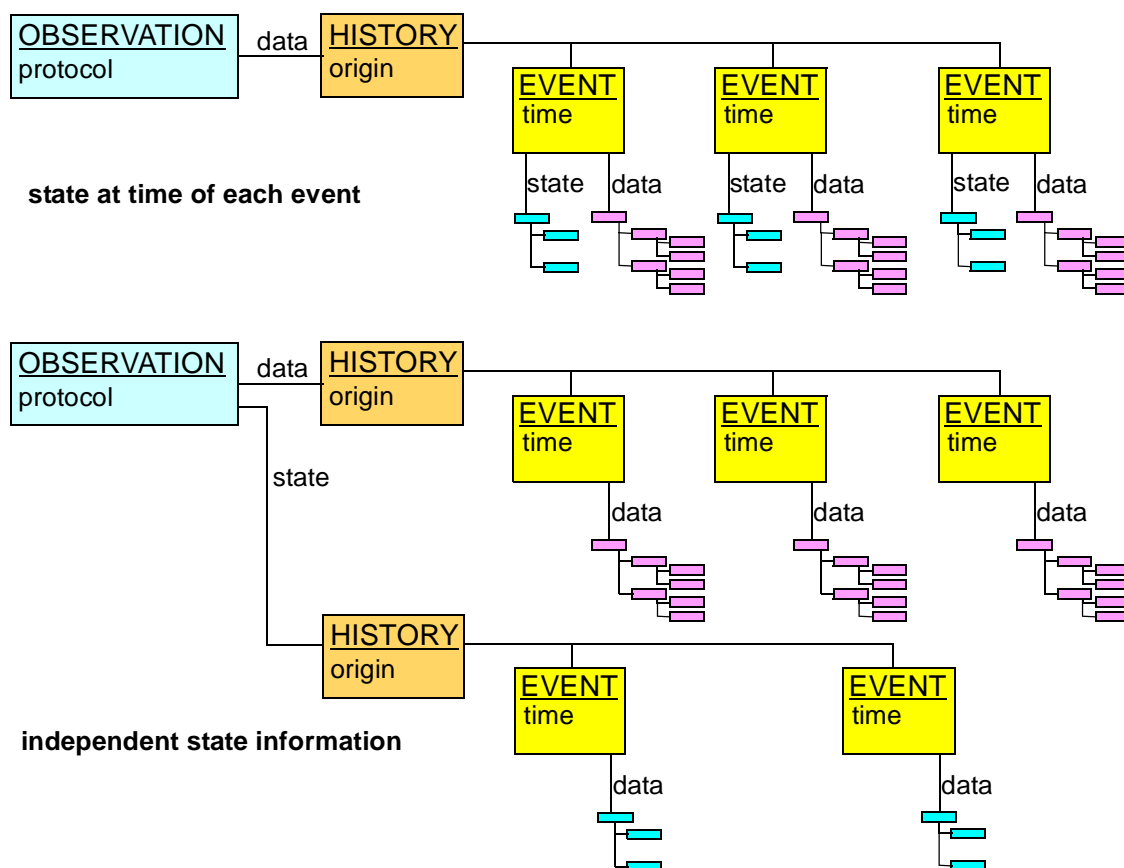 OBSERVATION
protocol
data
HISTORY
origin
EVENT
time
EVENT
time
EVENT
time
state
data
state
data
state
data
state at time of each event
OBSERVATION
protocol
data
HISTORY
origin
EVENT
time
EVENT
time
EVENT
time
state
data
data
data
HISTORY
origin
EVENT
time
EVENT
time
independent state information
data
data